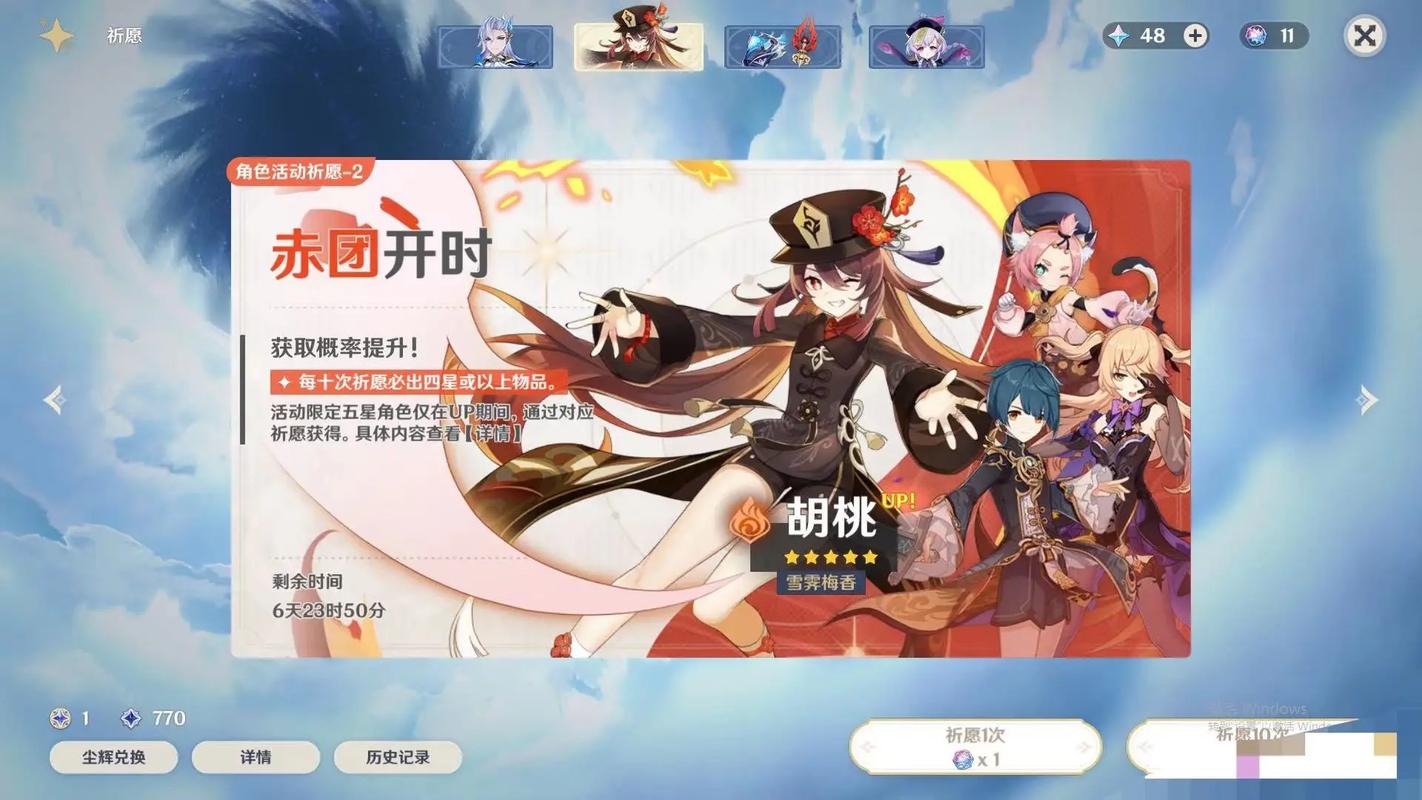 祈愿
48
11
角色活动祈愿-2
赤团开时
获取概率提升！
每十次祈愿必出四星或以上物品。
活动限定五星角色仅在UP期间，通过对应
祈愿获得。具体内容查看【详情】
胡桃
UP!
雪霁梅香
剩余时间
6天23时50分
1
770
尘辉兑换
详情
历史记录
祈愿1次
x 1
祈愿10次